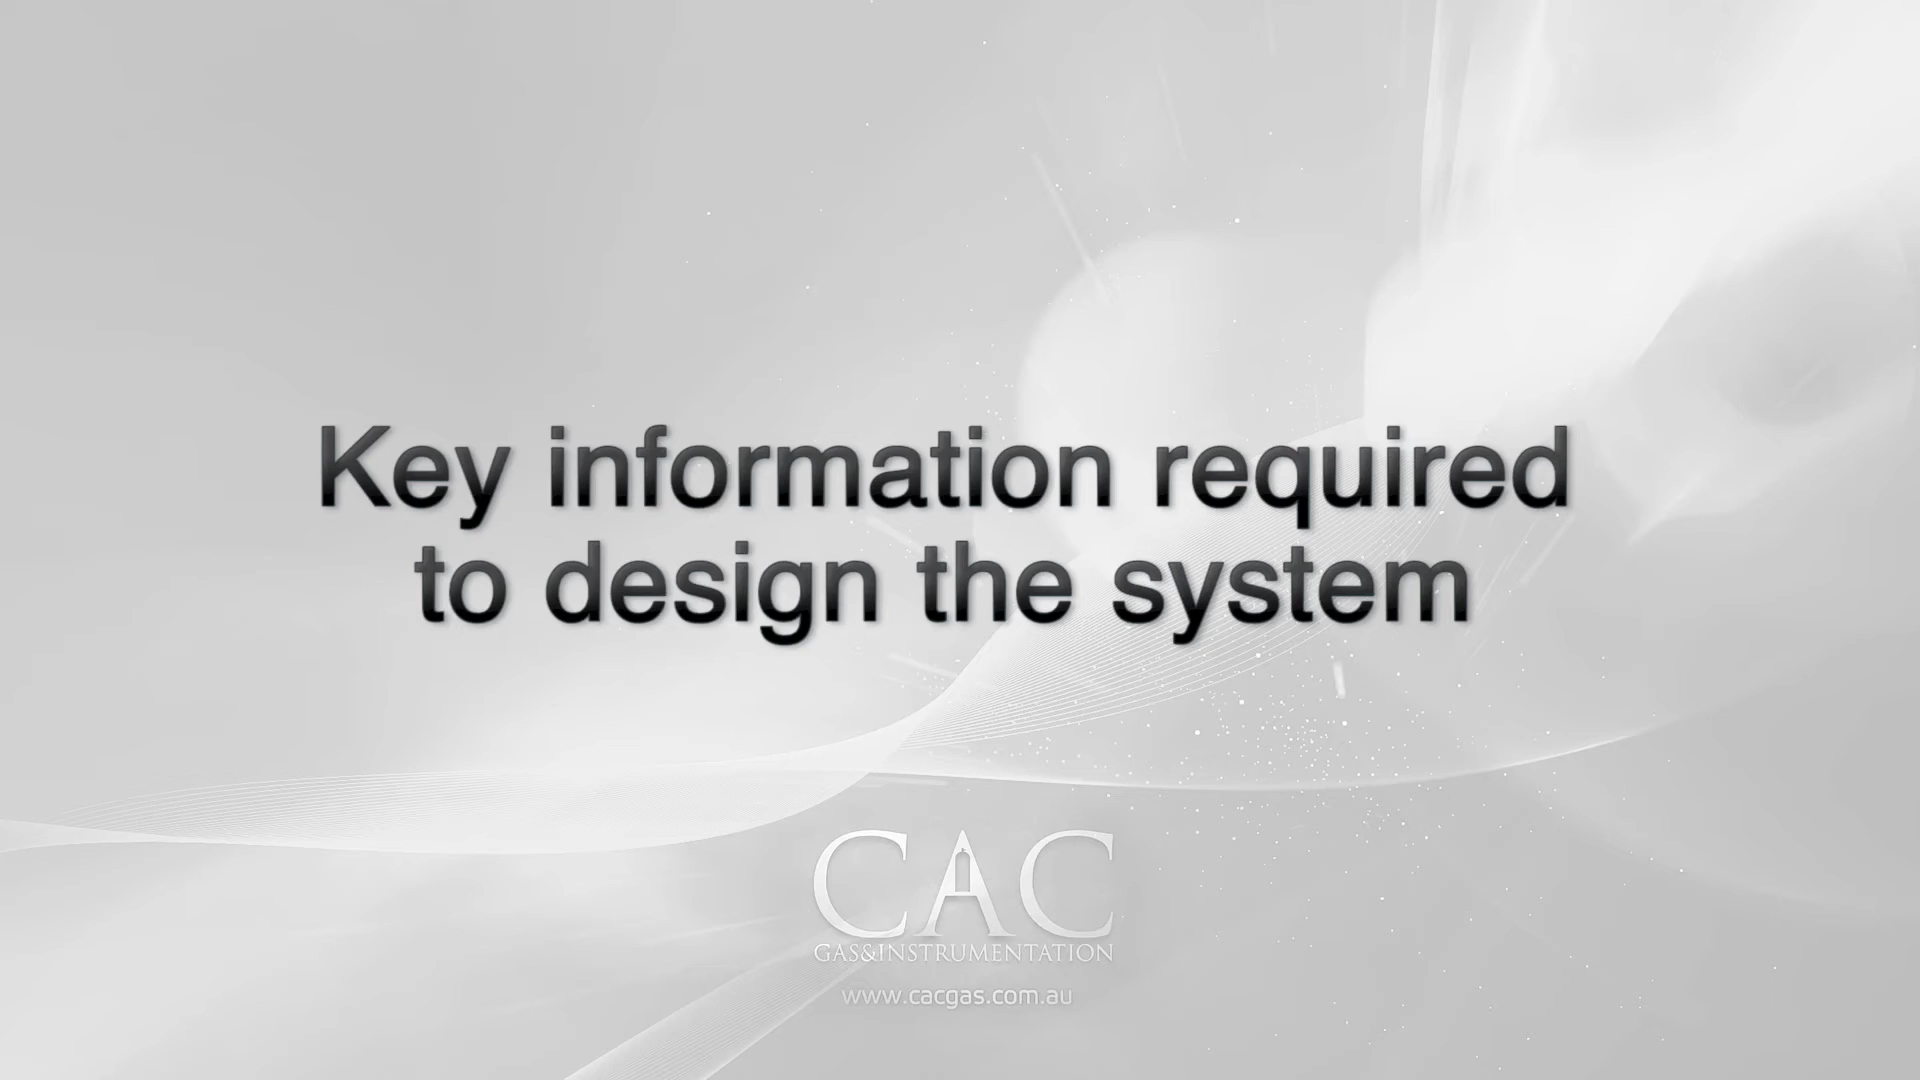 Key information required
to design the system
CAC
GAS&INSTRUMENTATION
www.cacgas.com.au